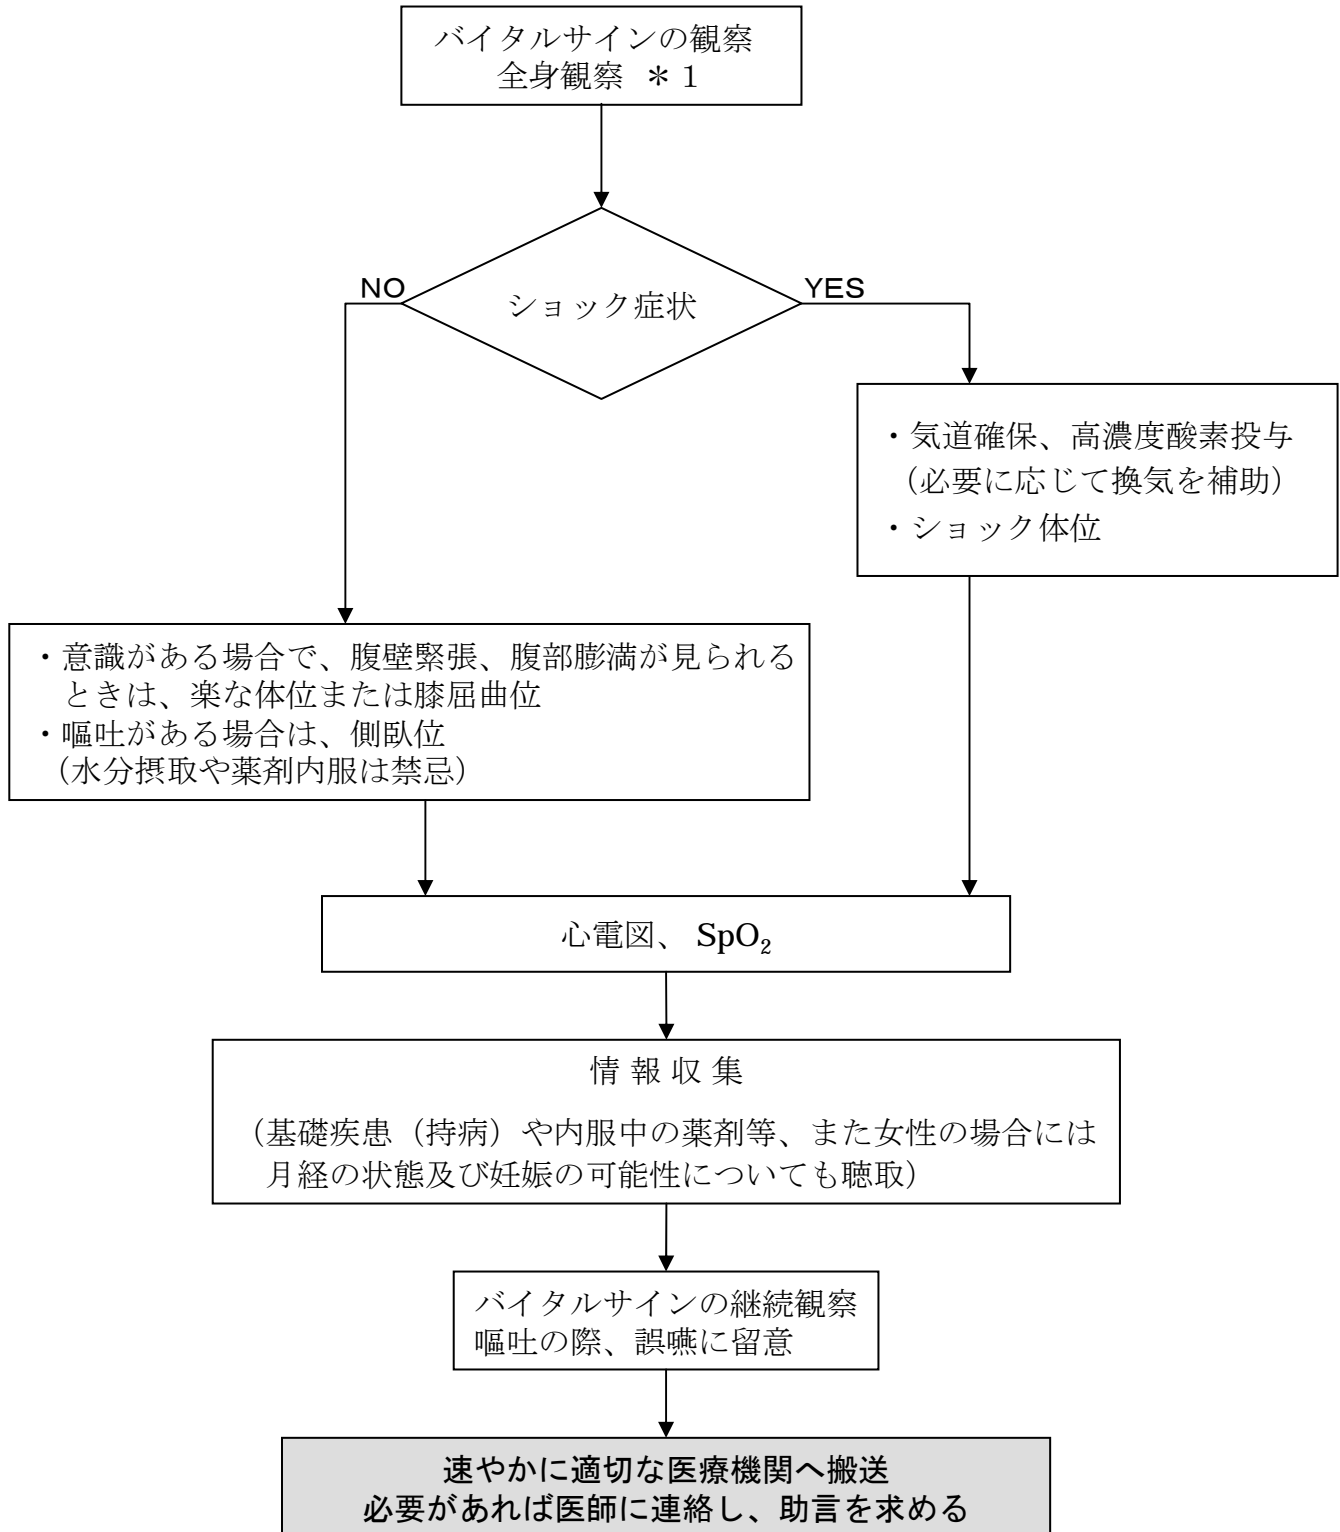 バイタルサインの観察
全身観察 ＊1
ショック症状
NO
YES
・気道確保、高濃度酸素投与
（必要に応じて換気を補助）
・ショック体位
・意識がある場合で、腹壁緊張、腹部膨満が見られる
ときは、楽な体位または膝屈曲位
・嘔吐がある場合は、側臥位
（水分摂取や薬剤内服は禁忌）
心電図、 SpO₂
情 報 収 集
（基礎疾患（持病）や内服中の薬剤等、また女性の場合には
月経の状態及び妊娠の可能性についても聴取）
バイタルサインの継続観察
嘔吐の際、誤嚥に留意
速やかに適切な医療機関へ搬送
必要があれば医師に連絡し、助言を求める